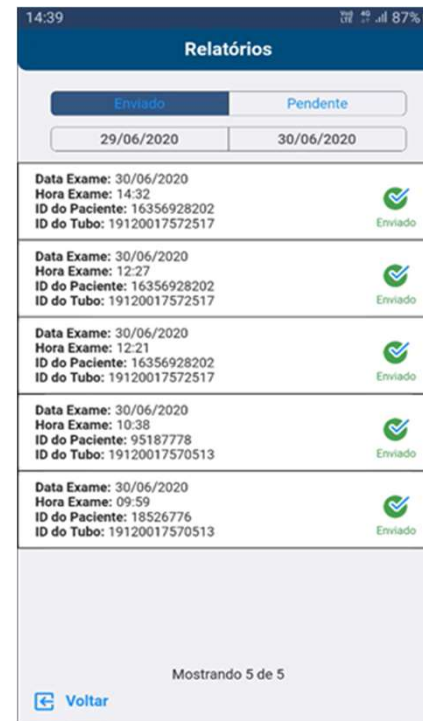 14:39 87%
Relatórios
Enviado Pendente
29/06/2020 30/06/2020
Data Exame: 30/06/2020
Hora Exame: 14:32
ID do Paciente: 16356928202
ID do Tubo: 19120017572517
Enviado
Data Exame: 30/06/2020
Hora Exame: 12:27
ID do Paciente: 16356928202
ID do Tubo: 19120017572517
Enviado
Data Exame: 30/06/2020
Hora Exame: 12:21
ID do Paciente: 16356928202
ID do Tubo: 19120017572517
Enviado
Data Exame: 30/06/2020
Hora Exame: 10:38
ID do Paciente: 95187778
ID do Tubo: 19120017570513
Enviado
Data Exame: 30/06/2020
Hora Exame: 09:59
ID do Paciente: 18526776
ID do Tubo: 19120017570513
Enviado
Mostrando 5 de 5
Voltar